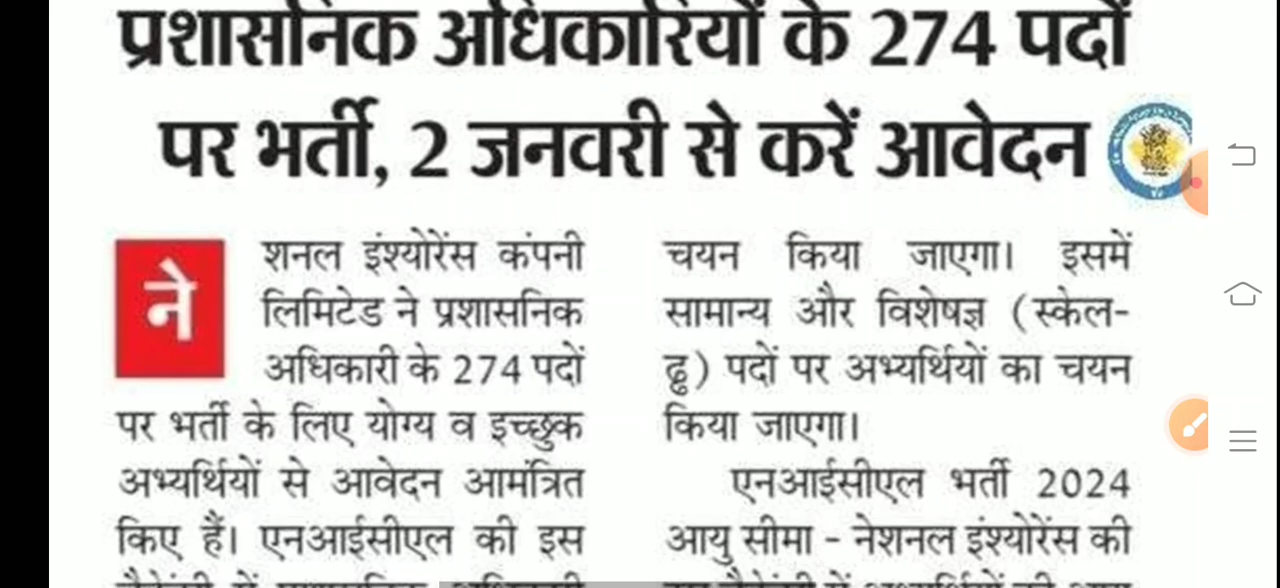 प्रशासनिक अधिकारियों के 274 पदों
पर भर्ती, 2 जनवरी से करें आवेदन
ने
शनल इंश्योरेंस कंपनी
लिमिटेड ने प्रशासनिक
अधिकारी के 274 पदों
पर भर्ती के लिए योग्य व इच्छुक
अभ्यर्थियों से आवेदन आमंत्रित
किए हैं। एनआईसीएल की इस
चयन किया जाएगा। इसमें
सामान्य और विशेषज्ञ (स्केल-
ढ्ढ) पदों पर अभ्यर्थियों का चयन
किया जाएगा।
एनआईसीएल भर्ती 2024
आयु सीमा - नेशनल इंश्योरेंस की